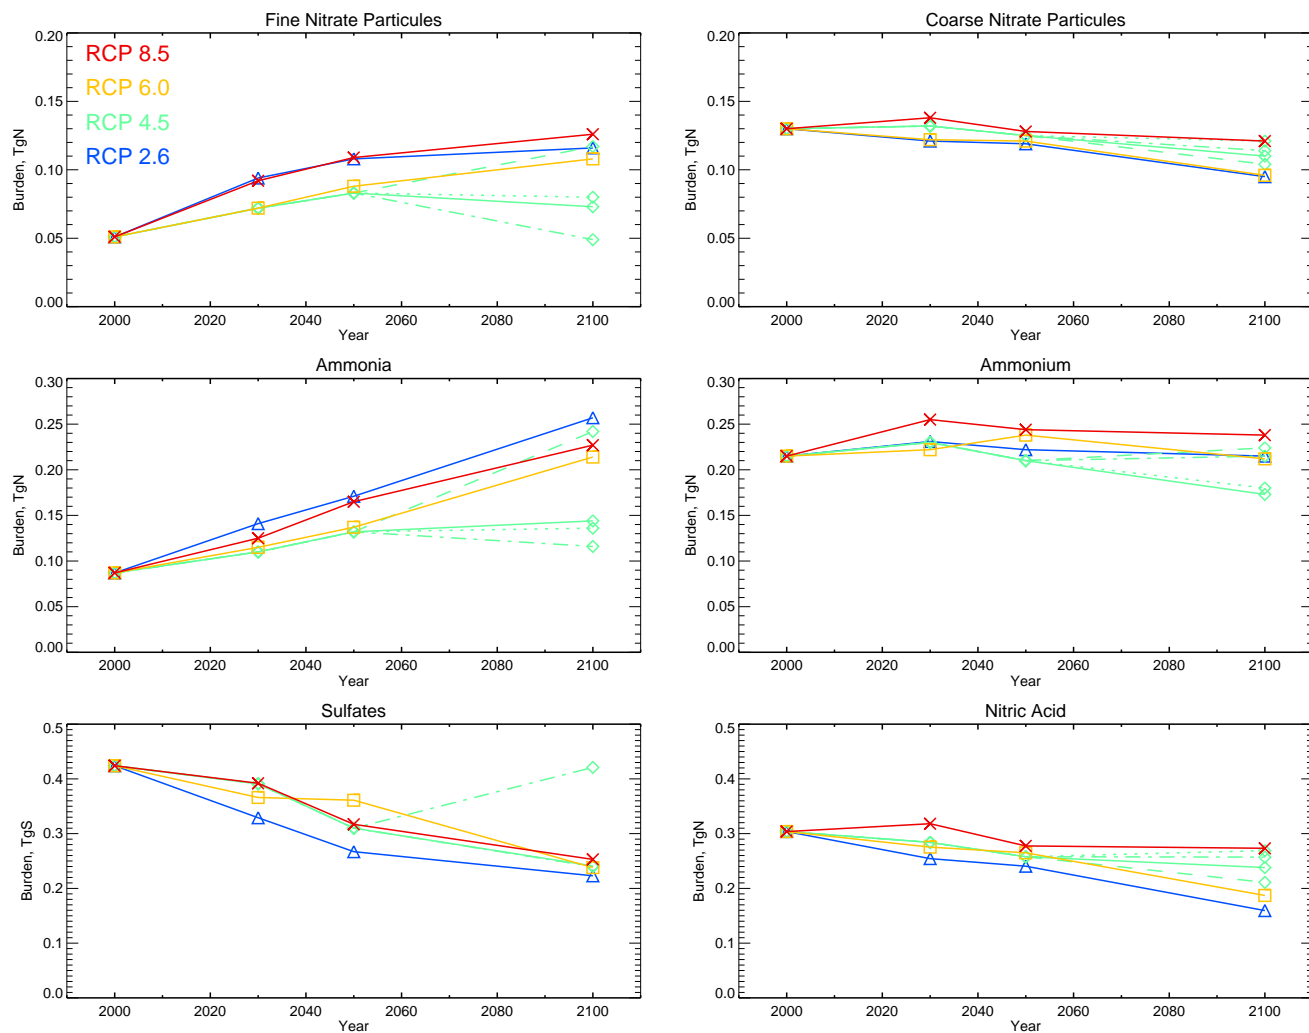 Fine Nitrate Particules
0.20
0.15
0.10
0.05
0.00
Burden, TgN
RCP 8.5
RCP 6.0
RCP 4.5
RCP 2.6
2000 2020 2040 2060 2080 2100
Year
Coarse Nitrate Particules
0.20
0.15
0.10
0.05
0.00
Burden, TgN
2000 2020 2040 2060 2080 2100
Year
Ammonia
0.30
0.25
0.20
0.15
0.10
0.05
0.00
Burden, TgN
2000 2020 2040 2060 2080 2100
Year
Ammonium
0.30
0.25
0.20
0.15
0.10
0.05
0.00
Burden, TgN
2000 2020 2040 2060 2080 2100
Year
Sulfates
0.5
0.4
0.3
0.2
0.1
0.0
Burden, TgS
2000 2020 2040 2060 2080 2100
Year
Nitric Acid
0.5
0.4
0.3
0.2
0.1
0.0
Burden, TgN
2000 2020 2040 2060 2080 2100
Year